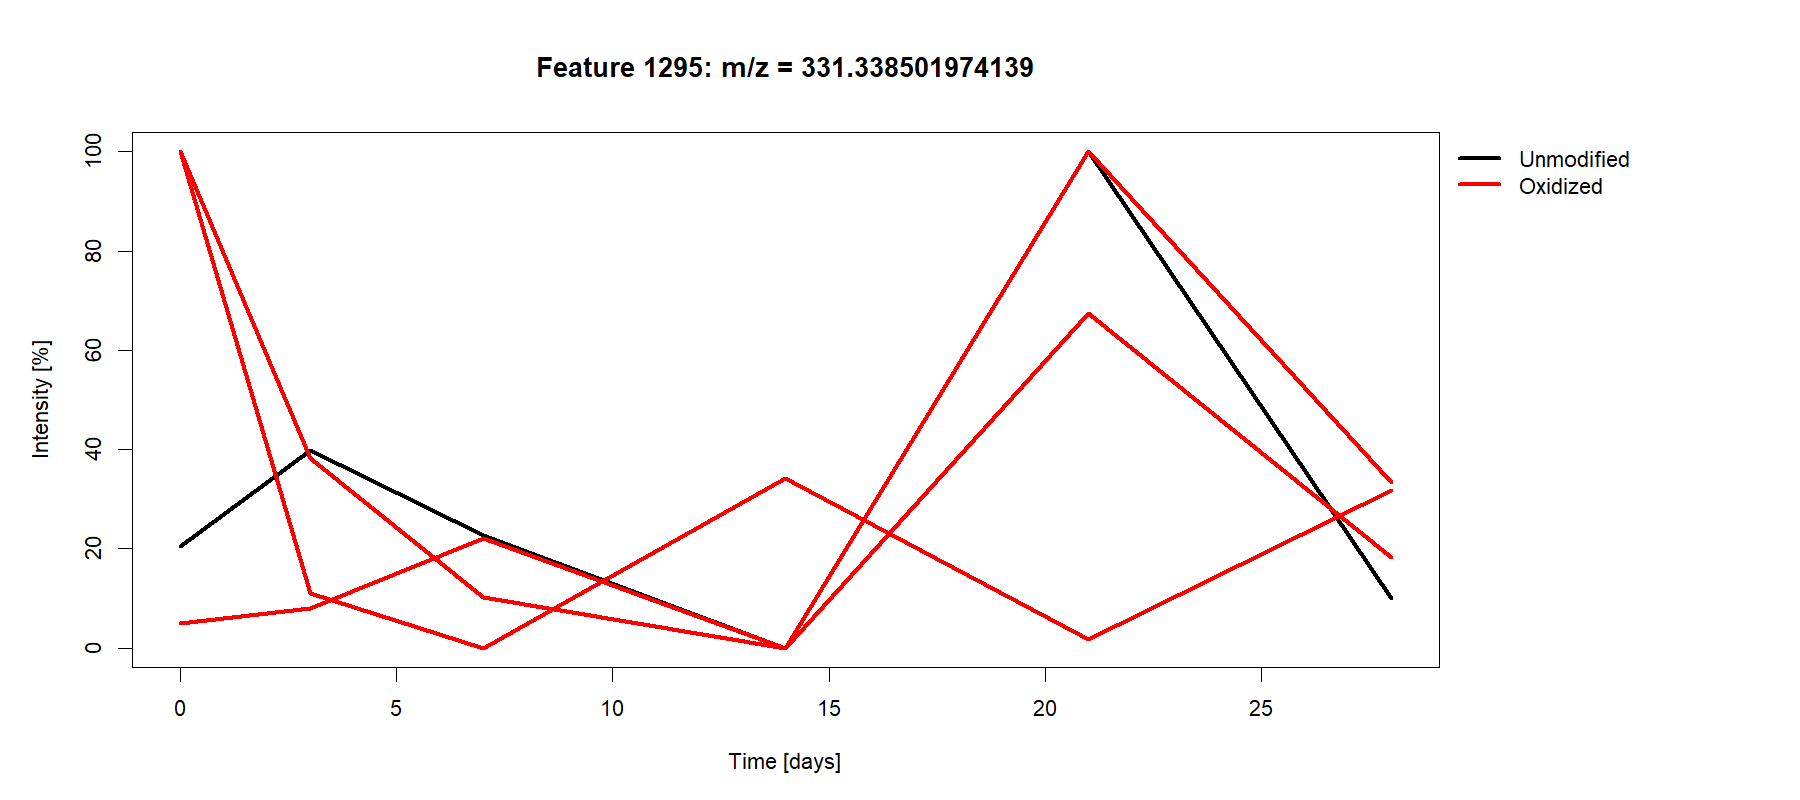 Feature 1295: m/z = 331.338501974139
Unmodified
Oxidized
Intensity [%]
100
80
60
40
20
0
0 5 10 15 20 25
Time [days]